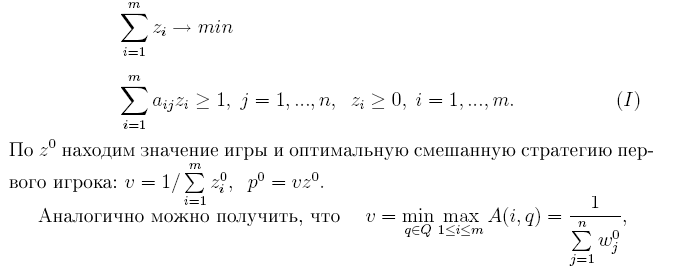 $\sum_{i=1}^{m} z_i \to min$
$\sum_{i=1}^{m} a_{ij} z_i \geq 1, \; j = 1, ..., n, \;\; z_i \geq 0, \; i = 1, ..., m. \quad (I)$
По $z^0$ находим значение игры и оптимальную смешанную стратегию пер-
вого игрока: $v = 1/\sum_{i=1}^{m} z_i^0, \;\; p^0 = vz^0.$
Аналогично можно получить, что $v = \min_{q \in Q} \max_{1 \leq i \leq m} A(i, q) = \frac{1}{\sum_{j=1}^{n} w_j^0},$